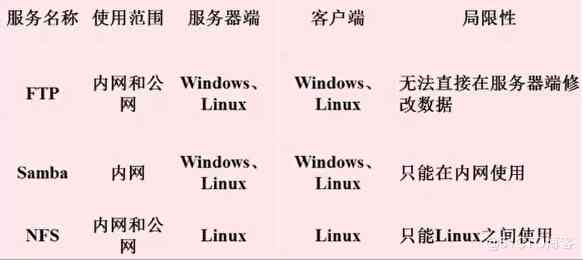 服务名称 使用范围 服务器端 客户端 局限性
FTP 内网和公网 Windows、Linux Windows、Linux 无法直接在服务器端修改数据
Samba 内网 Windows、Linux Windows、Linux 只能在内网使用
NFS 内网和公网 Linux Linux 只能Linux之间使用